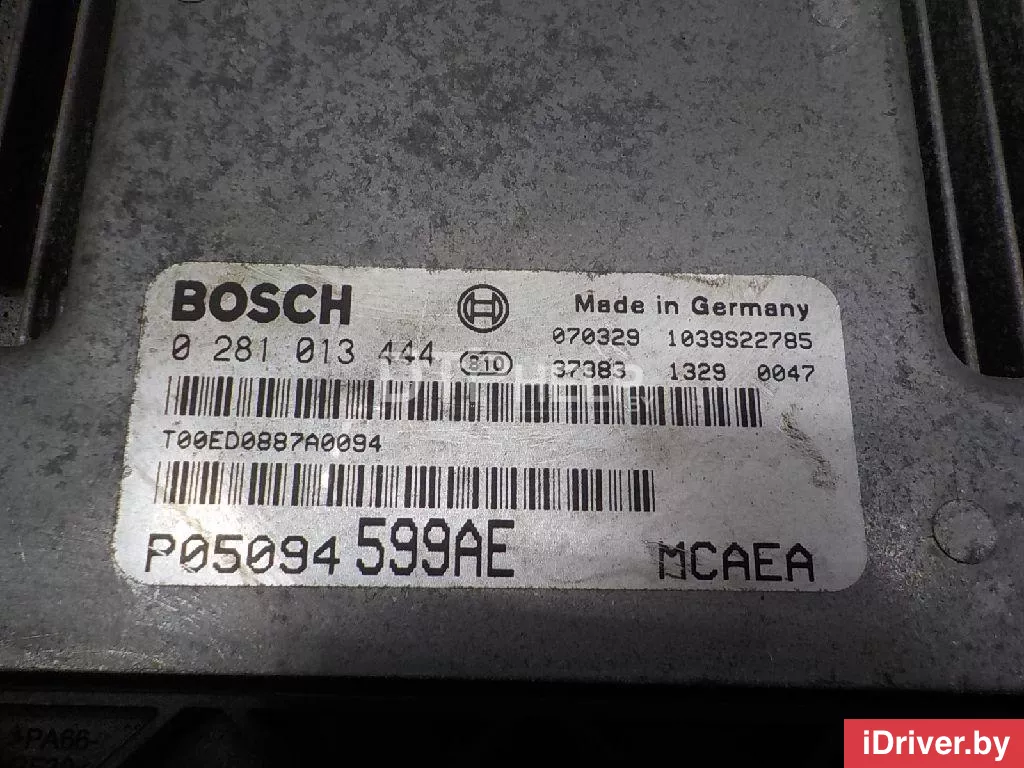 BOSCH
Made in Germany
0 281 013 444
810
070329 1039S22785
37383 1329 0047
T00ED0887A0094
P05094 599AE MCAEA
*PA66-
iDriver.by